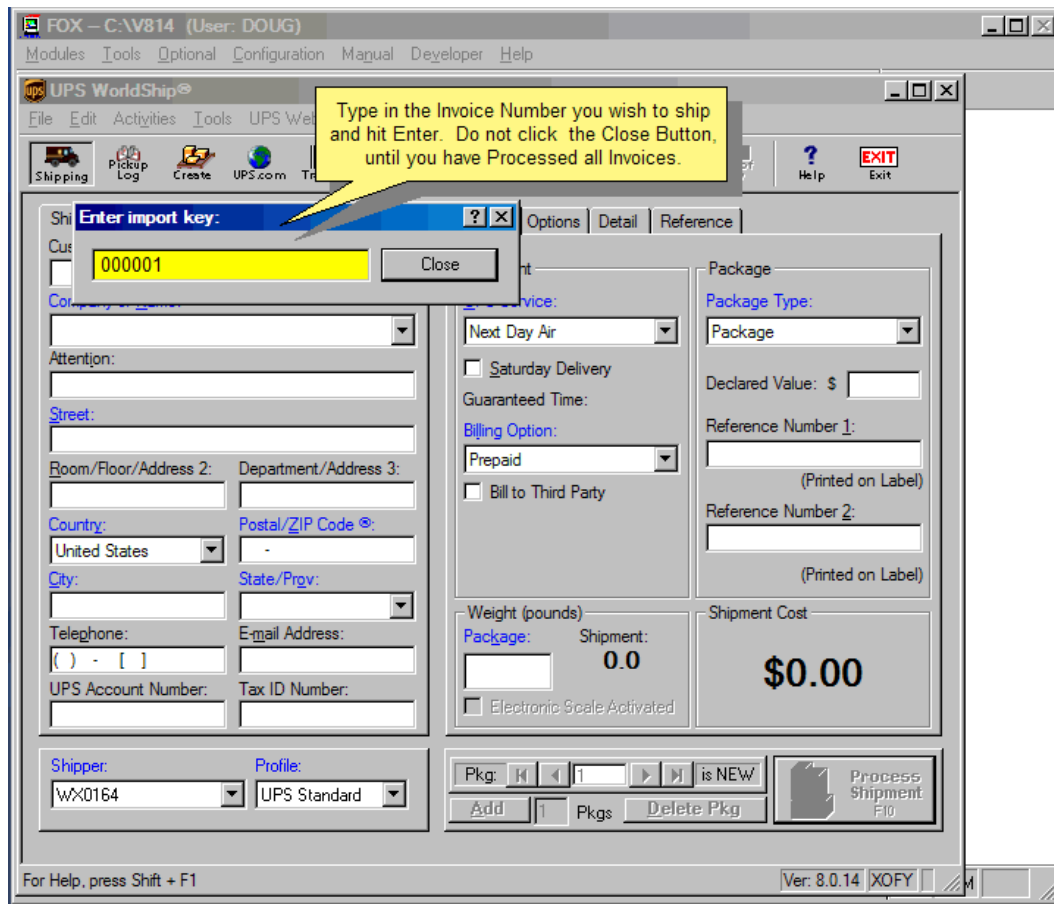 FOX – C:\V814 (User: DOUG)
Modules Tools Optional Configuration Manual Developer Help
UPS WorldShip®
File Edit Activities Tools UPS Web
Type in the Invoice Number you wish to ship
and hit Enter. Do not click the Close Button,
until you have Processed all Invoices.
Shipping
Pickup Log
Create
UPS.com
Help
EXIT
Exit
Enter import key:
000001
Close
Options Detail Reference
Company or Name:
Attention:
Street:
Room/Floor/Address 2: Department/Address 3:
Country: Postal/ZIP Code ®:
United States -
City: State/Prov:
Telephone: E-mail Address:
( ) - [ ]
UPS Account Number: Tax ID Number:
UPS Service:
Next Day Air
Saturday Delivery
Guaranteed Time:
Billing Option:
Prepaid
Bill to Third Party
Package
Package Type:
Package
Declared Value: $
Reference Number 1:
(Printed on Label)
Reference Number 2:
(Printed on Label)
Weight (pounds)
Package: Shipment:
0.0
Electronic Scale Activated
Shipment Cost
$0.00
Shipper: Profile:
WX0164 UPS Standard
Pkg: 1 is NEW
Add 1 Pkgs Delete Pkg
Process
Shipment
F10
For Help, press Shift + F1
Ver: 8.0.14 XOFY